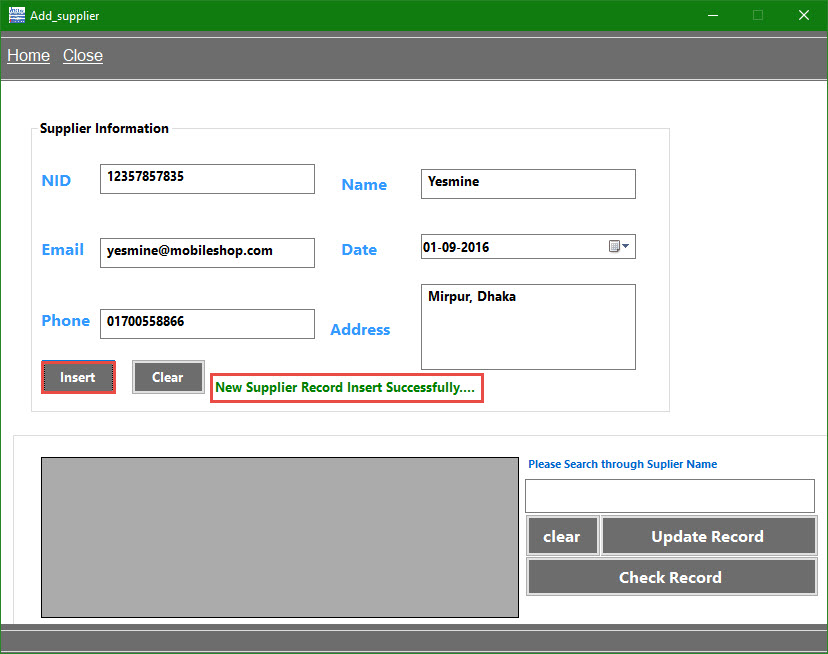 Add_supplier
Home Close
Supplier Information
NID 12357857835
Name Yesmine
Email yesmine@mobileshop.com
Date 01-09-2016
Phone 01700558866
Address Mirpur, Dhaka
Insert Clear
New Supplier Record Insert Successfully....
Please Search through Suplier Name
clear Update Record
Check Record